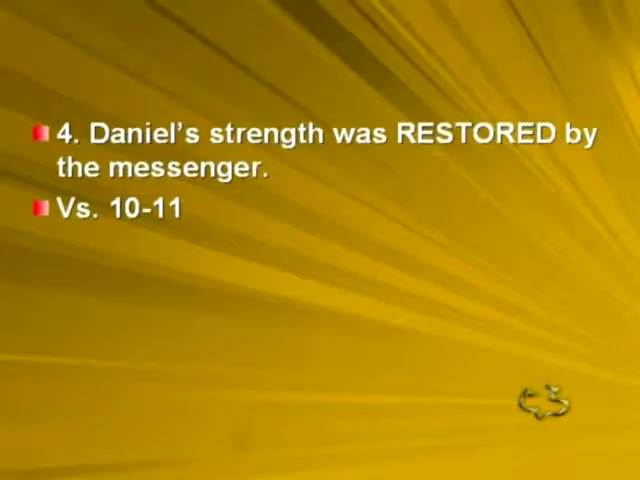 4. Daniel's strength was RESTORED by
the messenger.
Vs. 10-11